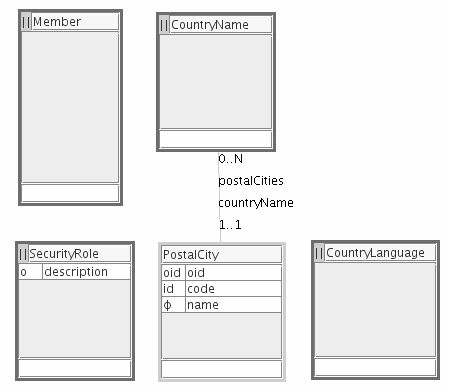 Member
CountryName
0..N
postalCities
countryName
1..1
SecurityRole
o description
PostalCity
oid oid
id code
ф name
CountryLanguage